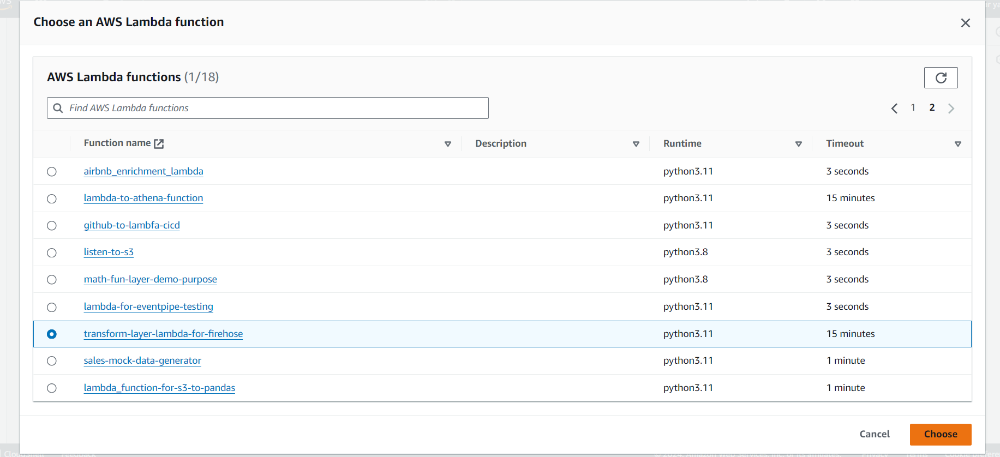 Choose an AWS Lambda function
AWS Lambda functions (1/18)
Find AWS Lambda functions
1 2
Function name Description Runtime Timeout
airbnb_enrichment_lambda python3.11 3 seconds
lambda-to-athena-function python3.11 15 minutes
github-to-lambfa-cicd python3.11 3 seconds
listen-to-s3 python3.8 3 seconds
math-fun-layer-demo-purpose python3.8 3 seconds
lambda-for-eventpipe-testing python3.11 3 seconds
transform-layer-lambda-for-firehose python3.11 15 minutes
sales-mock-data-generator python3.11 1 minute
lambda_function-for-s3-to-pandas python3.11 1 minute
Cancel Choose